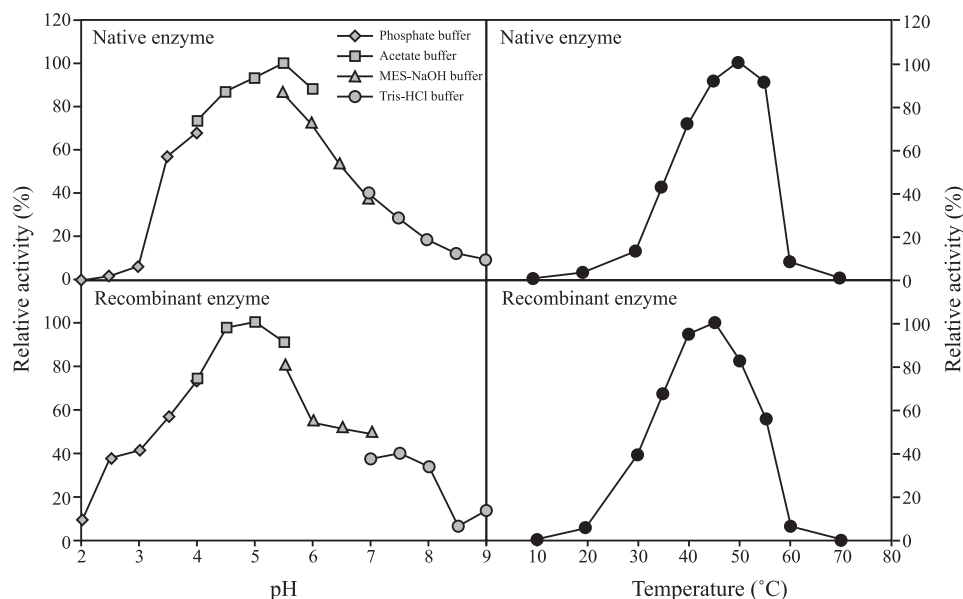 Native enzyme
Phosphate buffer
Acetate buffer
MES-NaOH buffer
Tris-HCl buffer
120
100
80
60
40
20
0
Native enzyme
120
100
80
60
40
20
0
Relative activity (%)
Relative activity (%)
Recombinant enzyme
100
80
60
40
20
0
Recombinant enzyme
100
80
60
40
20
0
2 3 4 5 6 7 8 9
10 20 30 40 50 60 70 80
pH
Temperature (˚C)